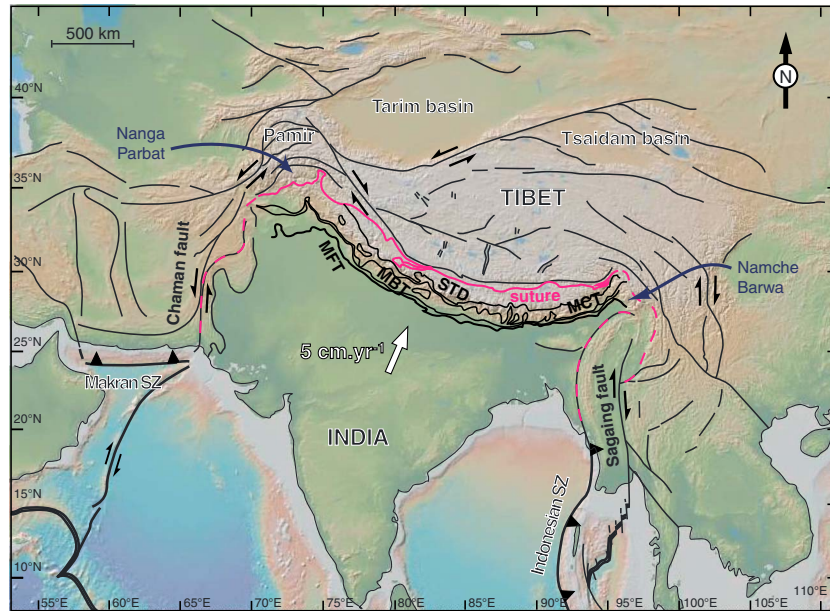 500 km
N
40°N
Tarim basin
Nanga
Parbat
Pamir
Tsaidam basin
35°N
TIBET
30°N
Chaman fault
MFT
MBT
STD
suture
MCT
Namche
Barwa
5 cm.yr⁻¹
25°N
Makran SZ
20°N
INDIA
Sagaing fault
15°N
Indonesian SZ
10°N
55°E
60°E
65°E
70°E
75°E
80°E
85°E
90°E
95°E
100°E
105°E
110°E